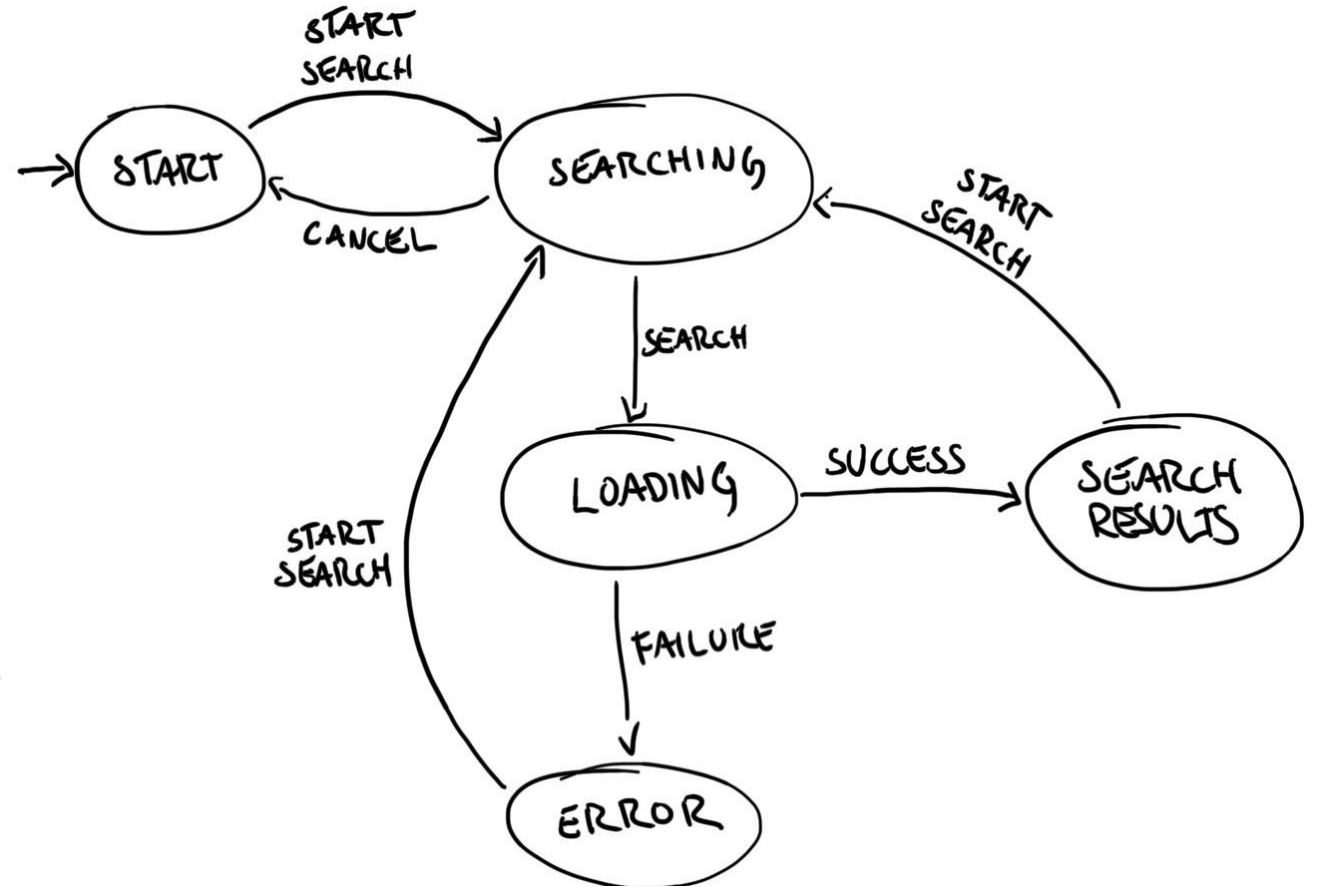 START
SEARCH
START
SEARCHING
CANCEL
START
SEARCH
SEARCH
LOADING
SUCCESS
SEARCH
RESULTS
START
SEARCH
FAILURE
ERROR